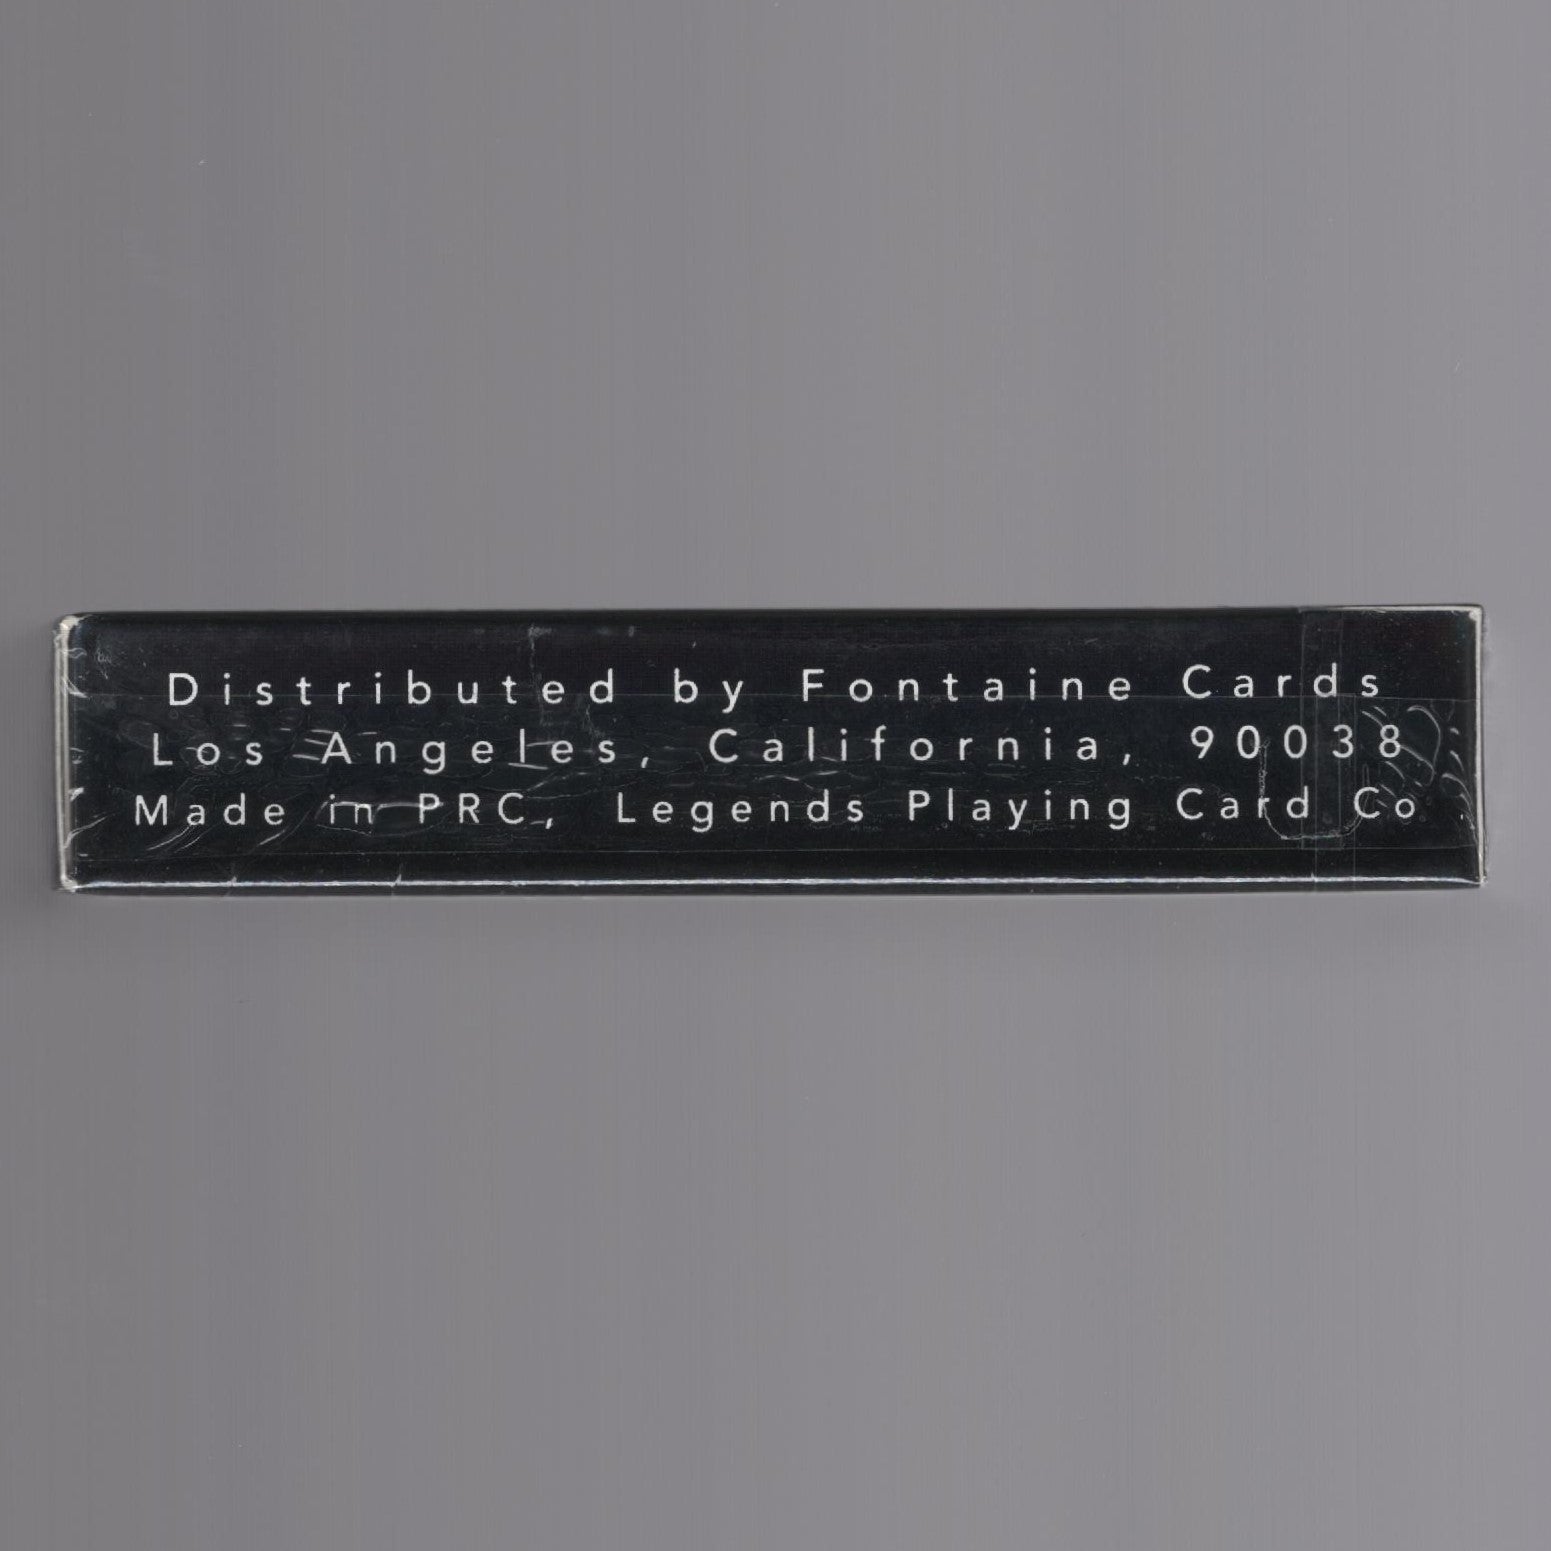 Distributed by Fontaine Cards
Los Angeles, California, 90038
Made in PRC, Legends Playing Card Co